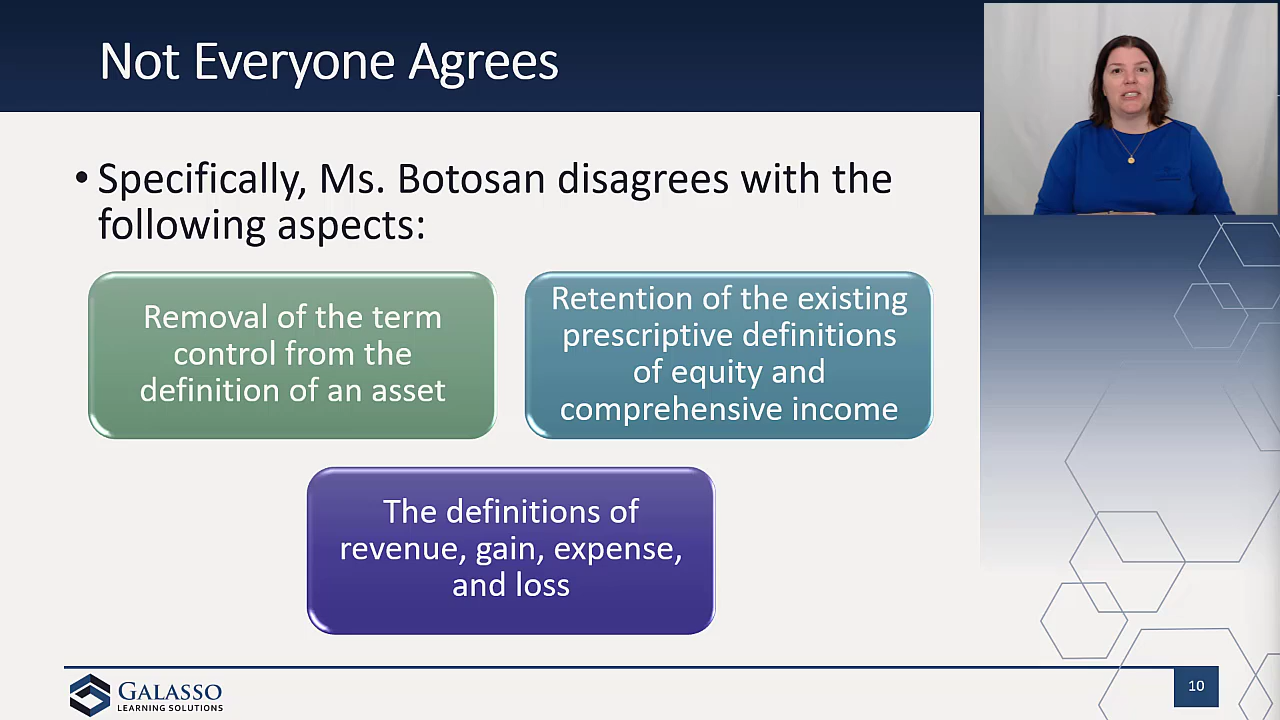 Not Everyone Agrees
• Specifically, Ms. Botosan disagrees with the
following aspects:
Removal of the term
control from the
definition of an asset
Retention of the existing
prescriptive definitions
of equity and
comprehensive income
The definitions of
revenue, gain, expense,
and loss
GALASSO
LEARNING SOLUTIONS
10